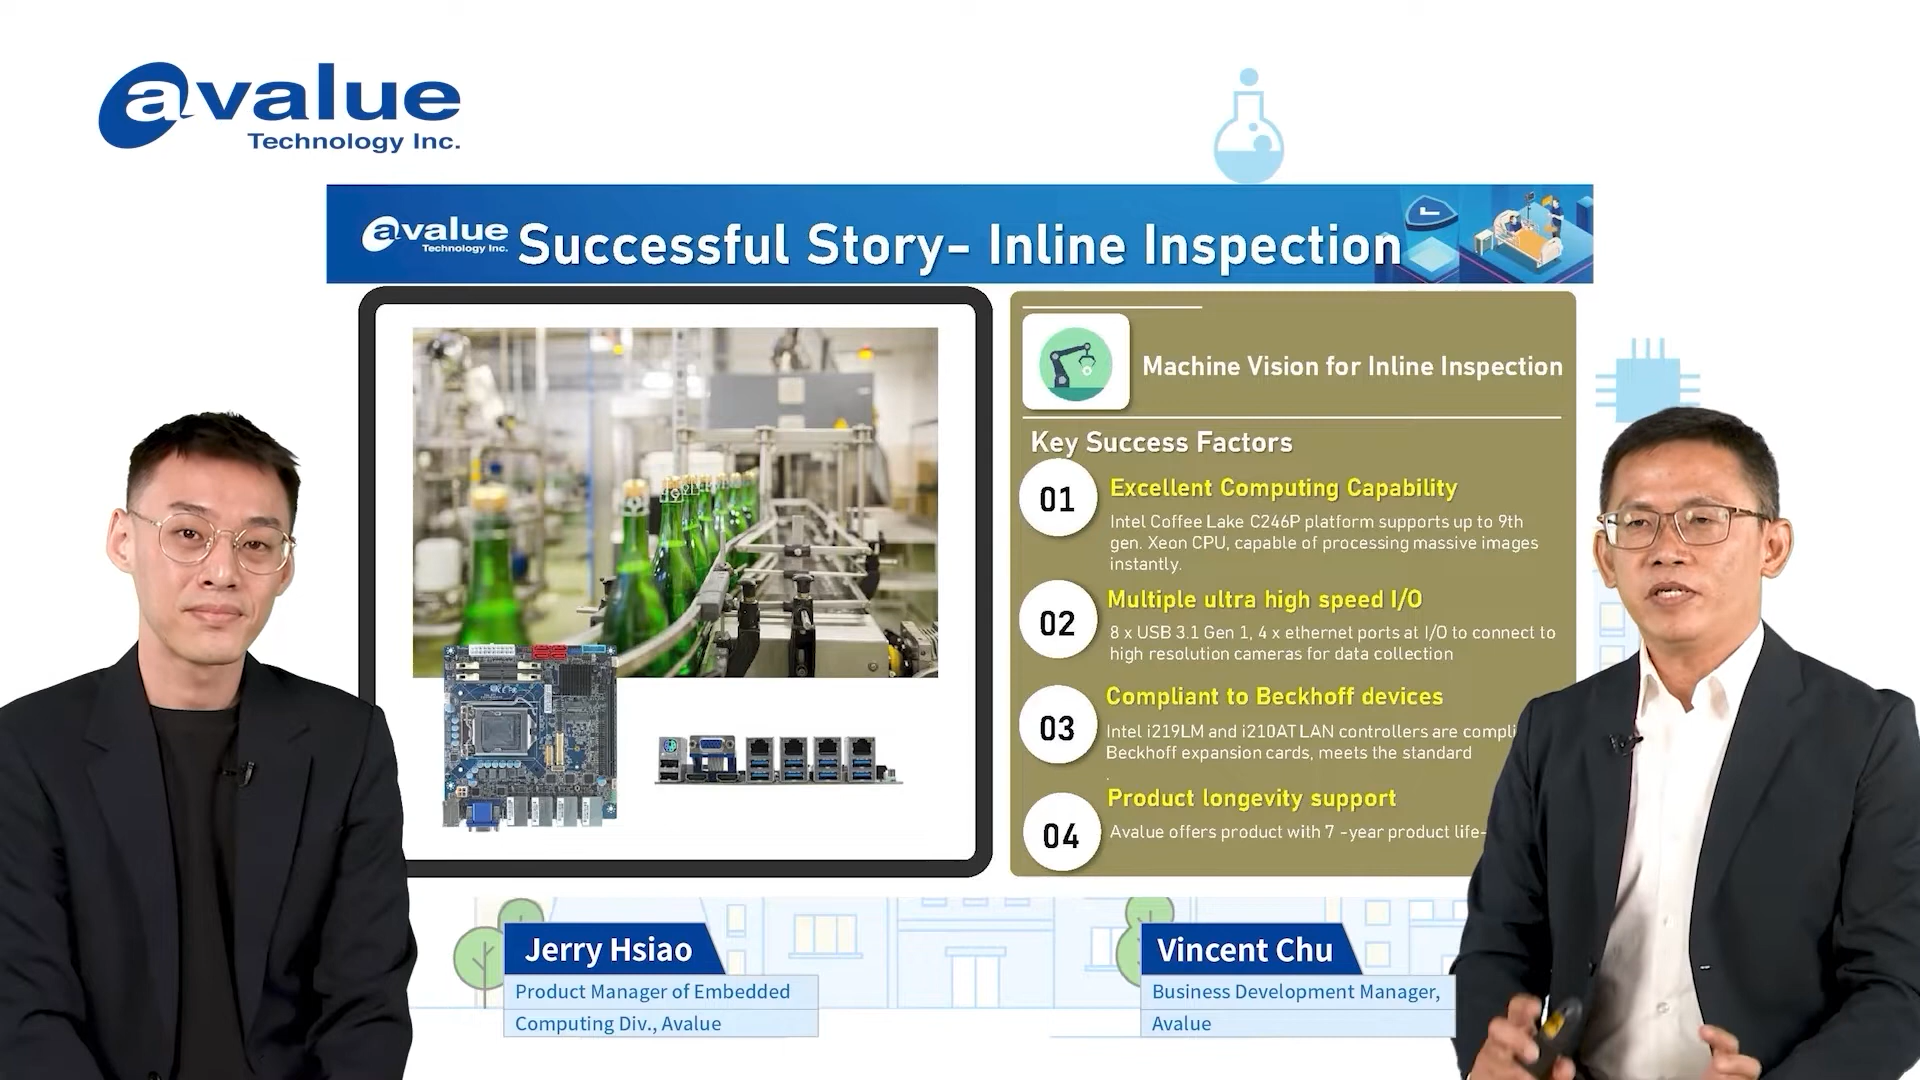 avalue
Technology Inc.
avalue
Technology Inc.
Successful Story- Inline Inspection
Machine Vision for Inline Inspection
Key Success Factors
01
Excellent Computing Capability
Intel Coffee Lake C246P platform supports up to 9th
gen. Xeon CPU, capable of processing massive images
instantly.
02
Multiple ultra high speed I/O
8 x USB 3.1 Gen 1, 4 x ethernet ports at I/O to connect to
high resolution cameras for data collection
03
Compliant to Beckhoff devices
Intel i219LM and i210AT LAN controllers are compli
Beckhoff expansion cards, meets the standard
.
04
Product longevity support
Avalue offers product with 7 -year product life-
Jerry Hsiao
Product Manager of Embedded
Computing Div., Avalue
Vincent Chu
Business Development Manager,
Avalue